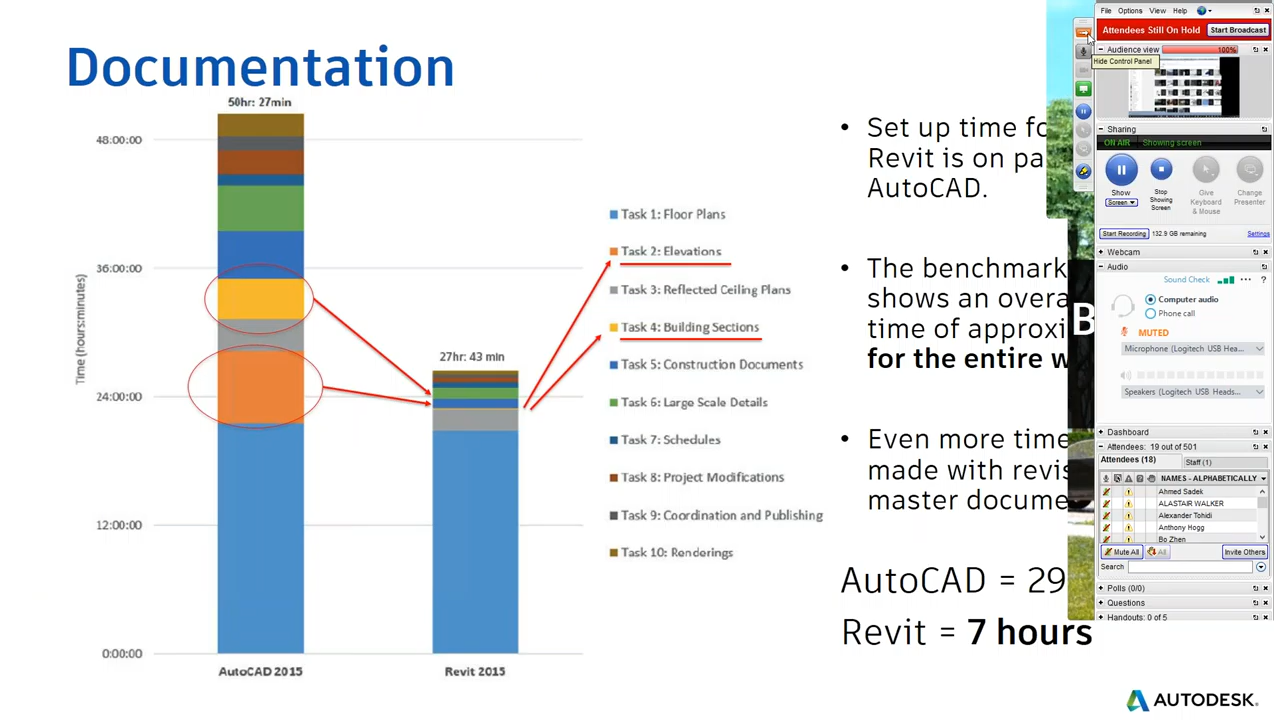 Documentation
50hr: 27min
48:00:00
36:00:00
24:00:00
12:00:00
0:00:00
Time (hours:minutes)
27hr: 43 min
AutoCAD 2015
Revit 2015
Task 1: Floor Plans
Task 2: Elevations
Task 3: Reflected Ceiling Plans
Task 4: Building Sections
Task 5: Construction Documents
Task 6: Large Scale Details
Task 7: Schedules
Task 8: Project Modifications
Task 9: Coordination and Publishing
Task 10: Renderings
• Set up time fo
Revit is on pa
AutoCAD.
• The benchmark
shows an overa
time of approxi
for the entire w
• Even more time
made with revis
master docume
AutoCAD = 29
Revit = 7 hours
AUTODESK.
B
File Options View Help
Attendees Still On Hold Start Broadcast
Audience view 100%
Hide Control Panel
Sharing
ON AIR Showing screen
Show
Screen
Stop
Showing
Screen
Give
Keyboard
& Mouse
Change
Presenter
Start Recording 132.9 GB remaining Settings
Webcam
Audio
Sound Check ... ?
Computer audio
Phone call
MUTED
Microphone (Logitech USB Hea...
Speakers (Logitech USB Heads...
Dashboard
Attendees: 19 out of 501
Attendees (18) Staff (1)
NAMES - ALPHABETICALLY
Ahmed Sadek
ALASTAIR WALKER
Alexander Tohidi
Anthony Hogg
Bo Zhen
Mute All All Invite Others
Search
Polls (0/0)
Questions
Handouts: 0 of 5